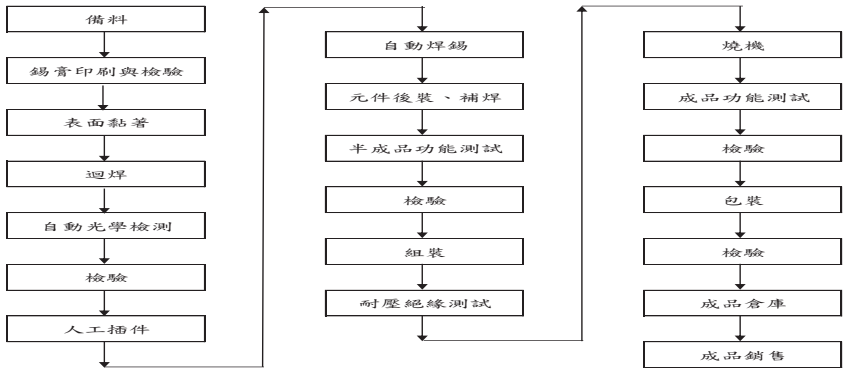 備料
錫膏印刷與檢驗
表面黏著
迴焊
自動光學檢測
檢驗
人工插件
自動焊錫
元件後裝、補焊
半成品功能測試
檢驗
組裝
耐壓絕緣測試
燒機
成品功能測試
檢驗
包裝
檢驗
成品倉庫
成品銷售